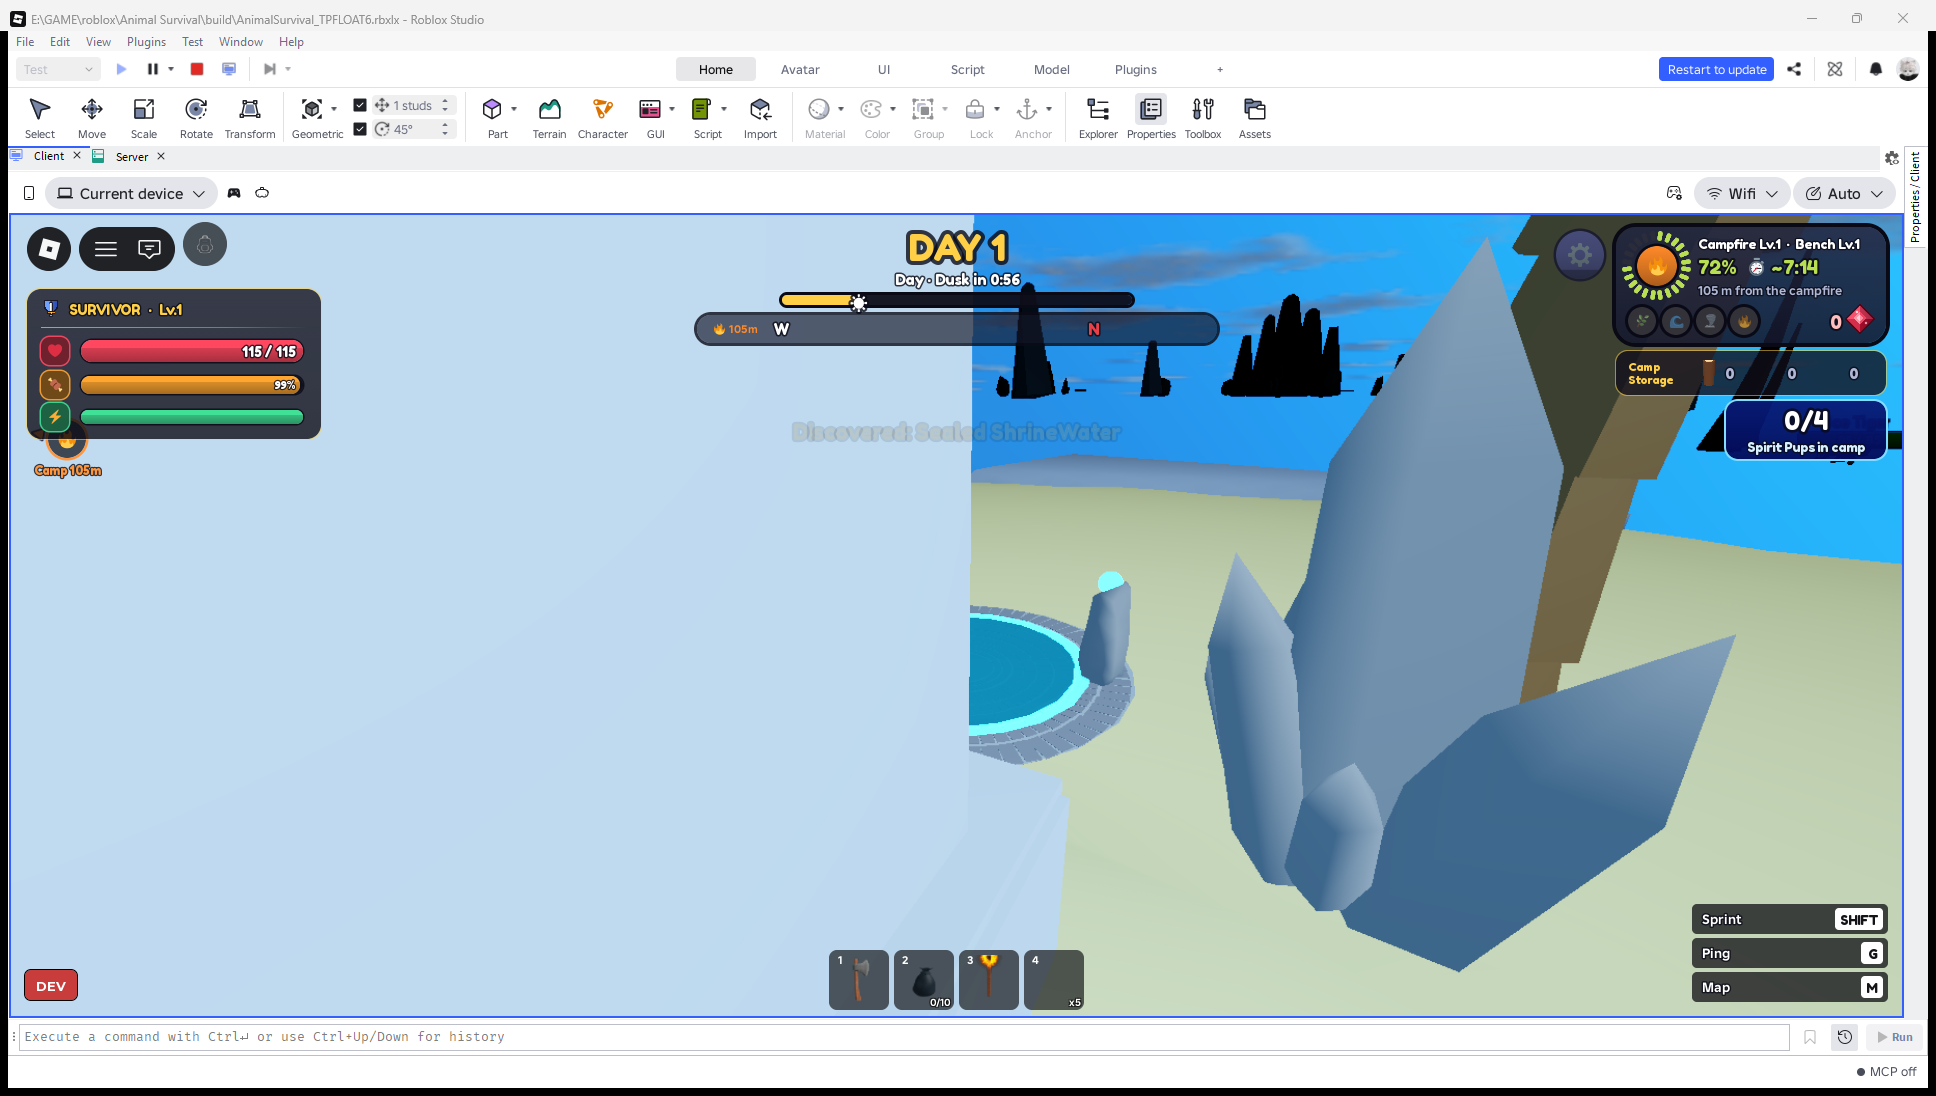 E:\GAME\roblox\Animal Survival\build\AnimalSurvival_TPFLOAT6.rbxlx - Roblox Studio
File Edit View Plugins Test Window Help
Test
Home Avatar UI Script Model Plugins +
Restart to update
Select Move Scale Rotate Transform
Geometric
1 studs
45°
Part Terrain Character GUI Script Import
Material Color Group Lock Anchor
Explorer Properties Toolbox Assets
Client Server
Properties / Client
Current device
Wifi Auto
DAY 1
Day · Dusk in 0:56
105m W N
SURVIVOR · Lv.1
115 / 115
99%
Camp 105m
Discovered: Sealed ShrineWater
Campfire Lv.1 · Bench Lv.1
72% ~7:14
105 m from the campfire
0
Camp Storage 0 0 0
0/4
Spirit Pups in camp
Sprint SHIFT
Ping G
Map M
DEV
1 2 3 4
0/10 x5
Execute a command with Ctrl↵ or use Ctrl+Up/Down for history
Run
MCP off